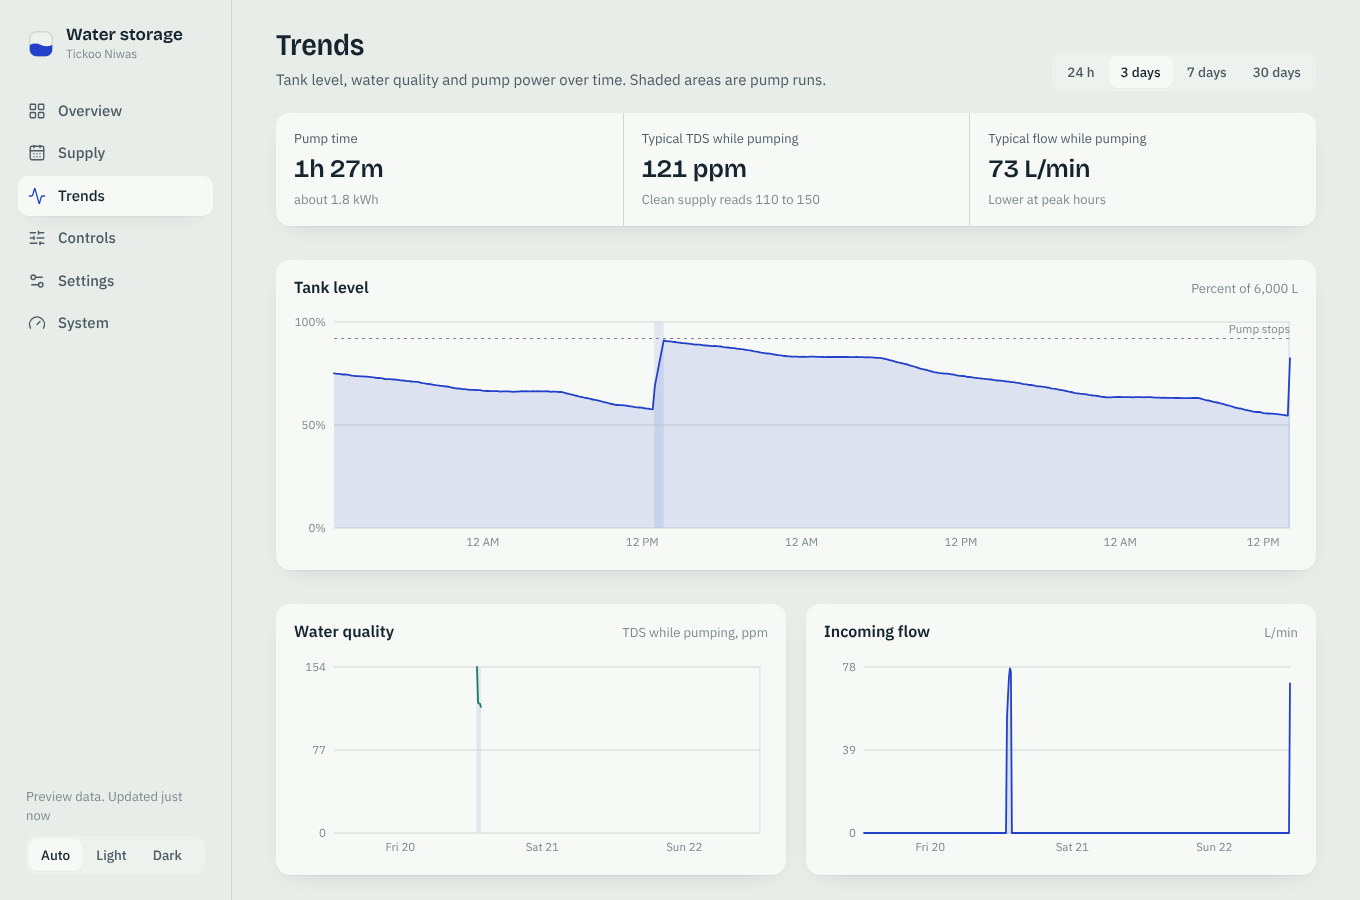 Water storage
Tickoo Niwas
Overview
Supply
Trends
Controls
Settings
System
Preview data. Updated just
now
Auto Light Dark
Trends
Tank level, water quality and pump power over time. Shaded areas are pump runs.
24 h 3 days 7 days 30 days
Pump time
1h 27m
about 1.8 kWh
Typical TDS while pumping
121 ppm
Clean supply reads 110 to 150
Typical flow while pumping
73 L/min
Lower at peak hours
Tank level
Percent of 6,000 L
100%
Pump stops
50%
0%
12 AM 12 PM 12 AM 12 PM 12 AM 12 PM
Water quality
TDS while pumping, ppm
154
77
0
Fri 20 Sat 21 Sun 22
Incoming flow
L/min
78
39
0
Fri 20 Sat 21 Sun 22